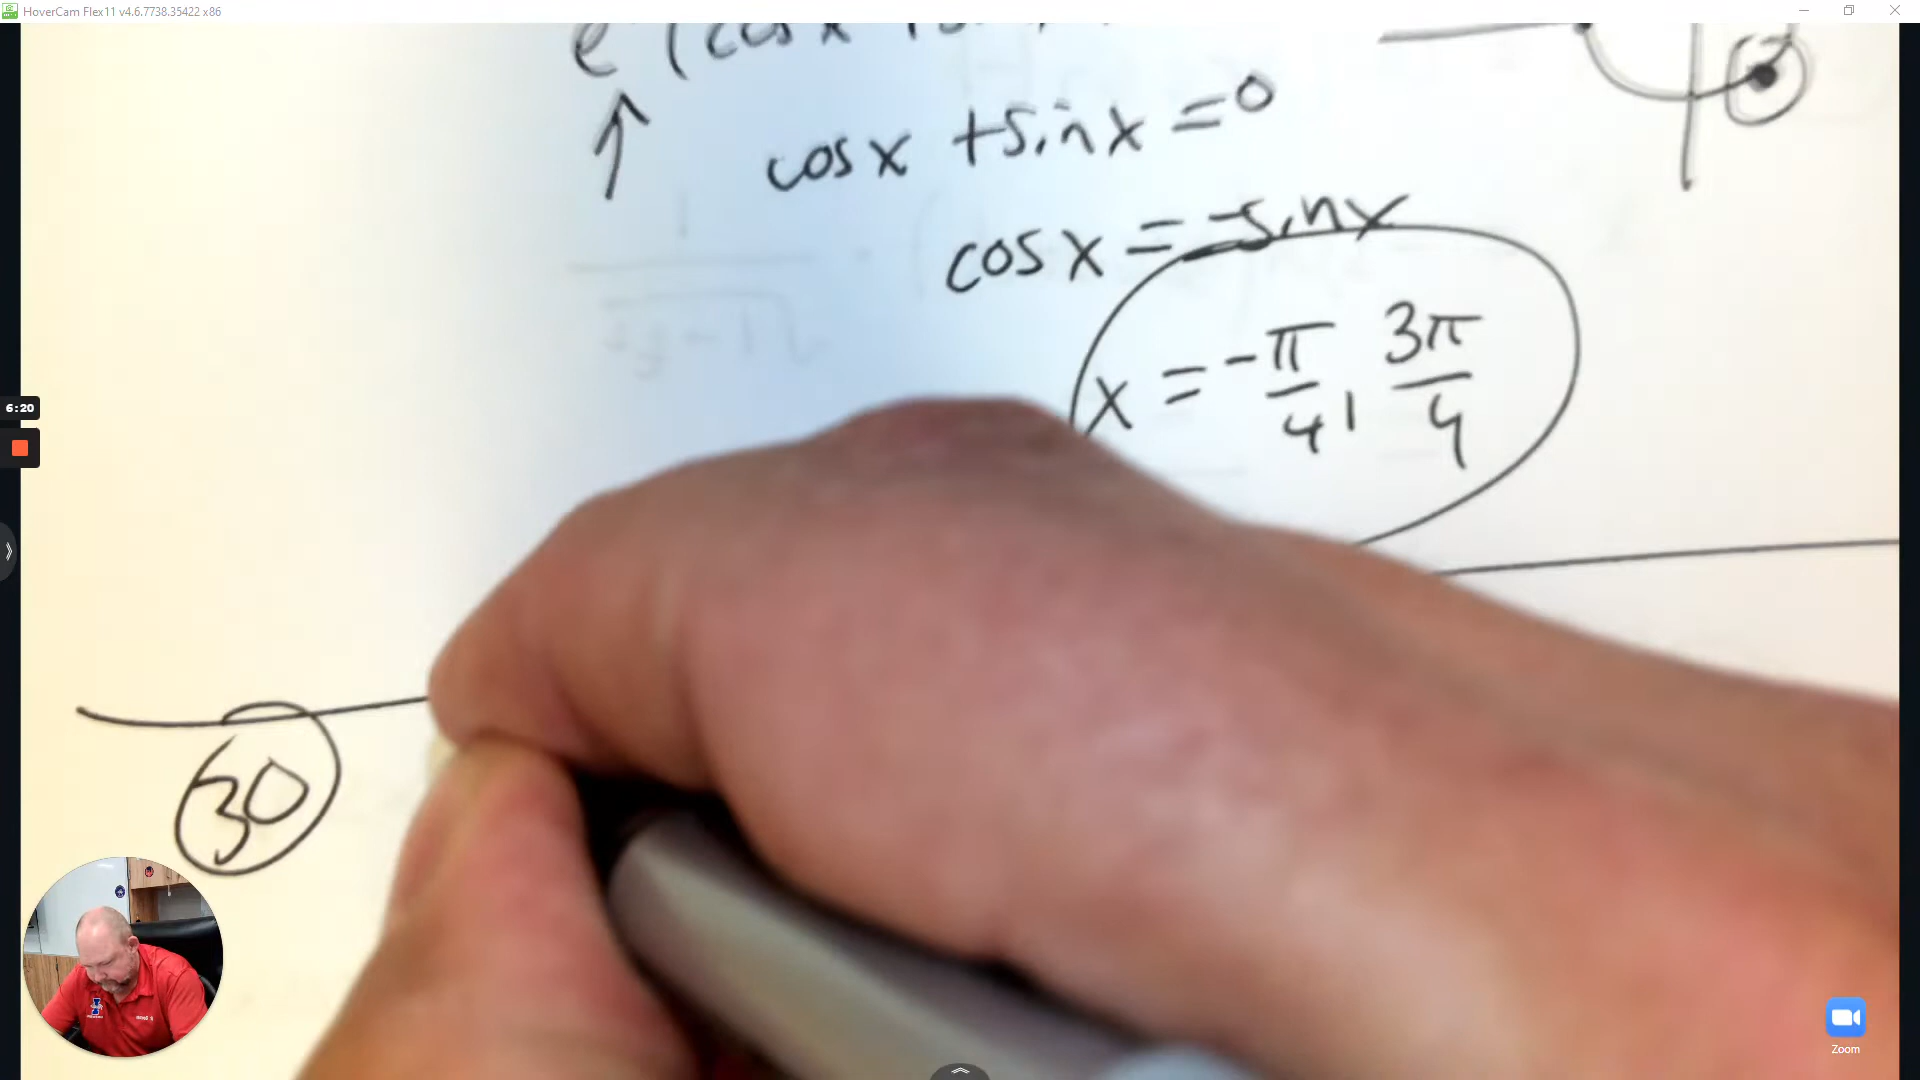 HoverCam Flex11 v4.6.7738.35422 x86
e (cos x
cos x + sin x = 0
cos x = -sin x
x = -π/4, 3π/4
6:20
30
Zoom